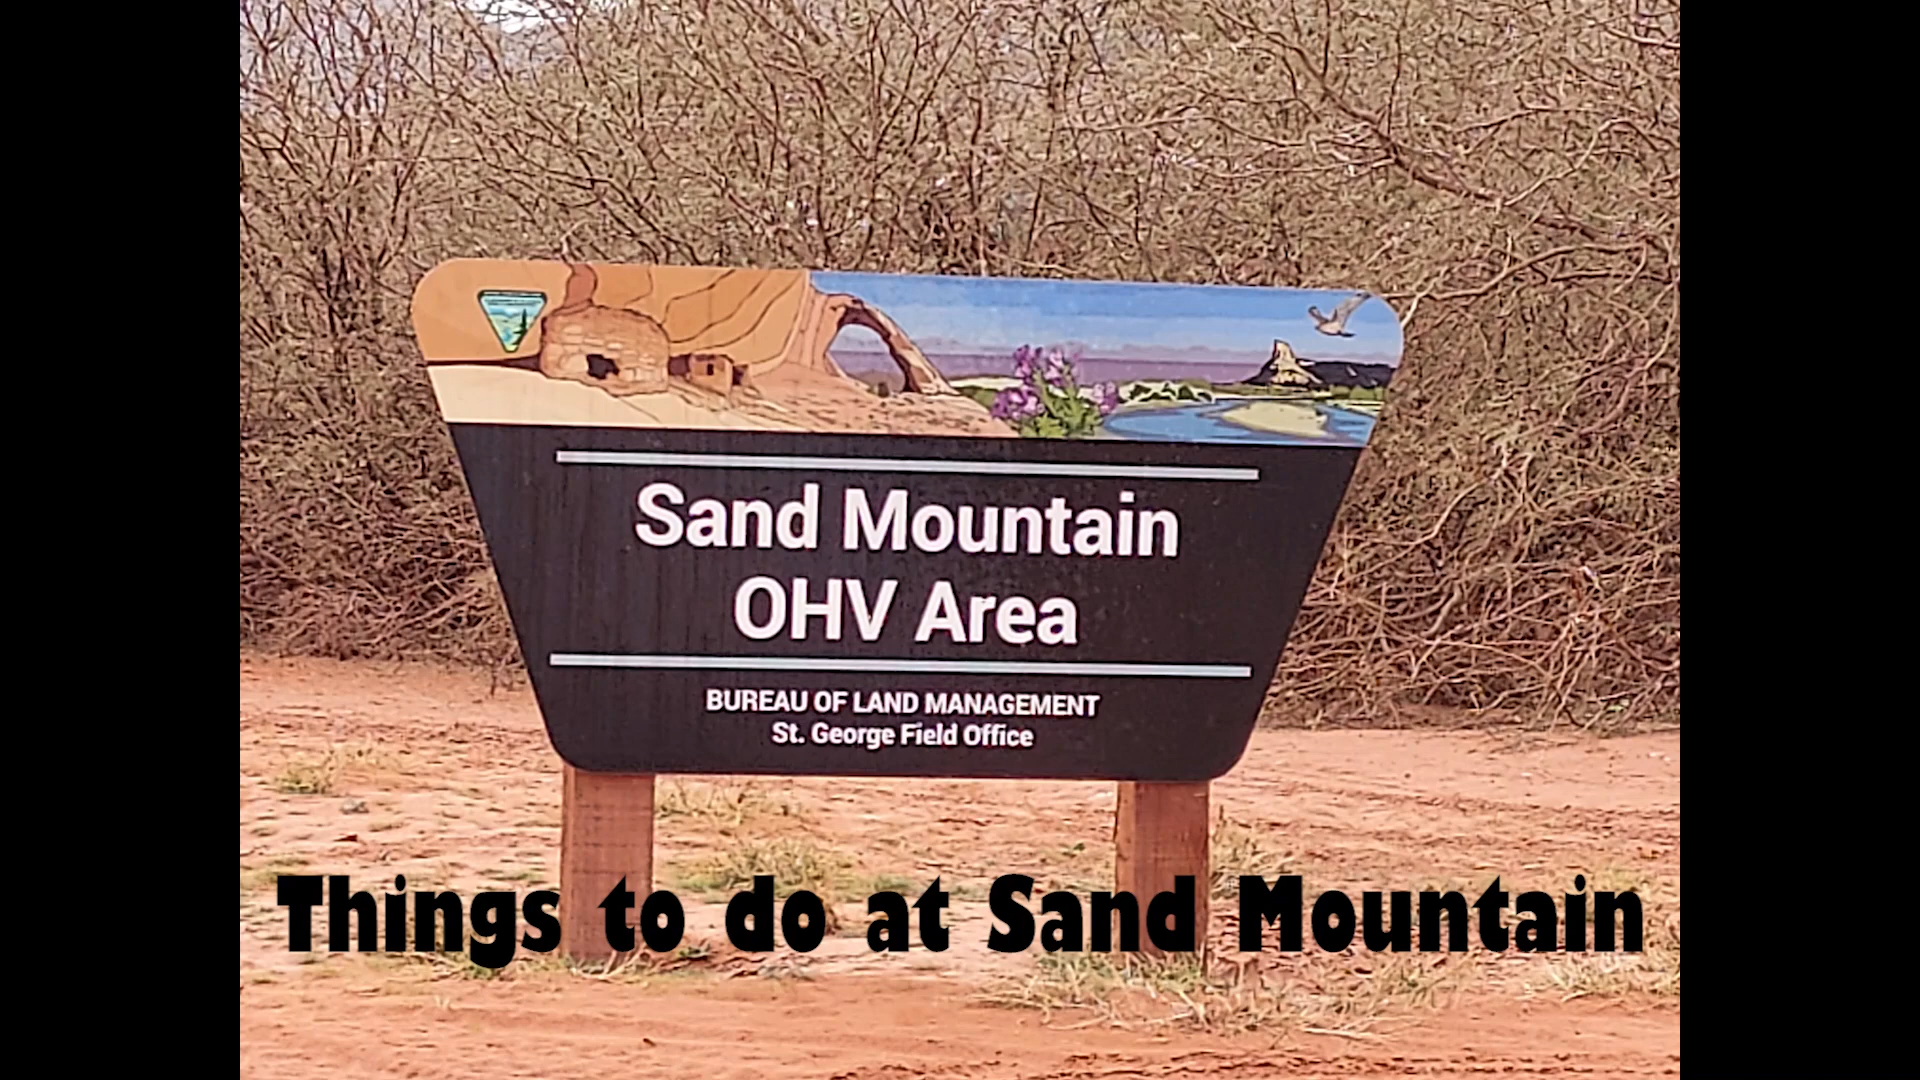 Sand Mountain
OHV Area
BUREAU OF LAND MANAGEMENT
St. George Field Office
Things to do at Sand Mountain